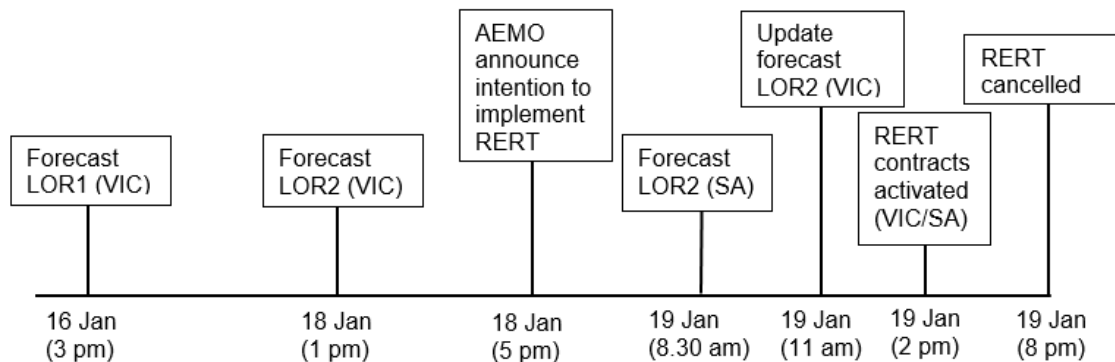 Forecast
LOR1 (VIC)
Forecast
LOR2 (VIC)
AEMO
announce
intention to
implement
RERT
Forecast
LOR2 (SA)
Update
forecast
LOR2 (VIC)
RERT
contracts
activated
(VIC/SA)
RERT
cancelled
16 Jan
(3 pm)
18 Jan
(1 pm)
18 Jan
(5 pm)
19 Jan
(8.30 am)
19 Jan
(11 am)
19 Jan
(2 pm)
19 Jan
(8 pm)